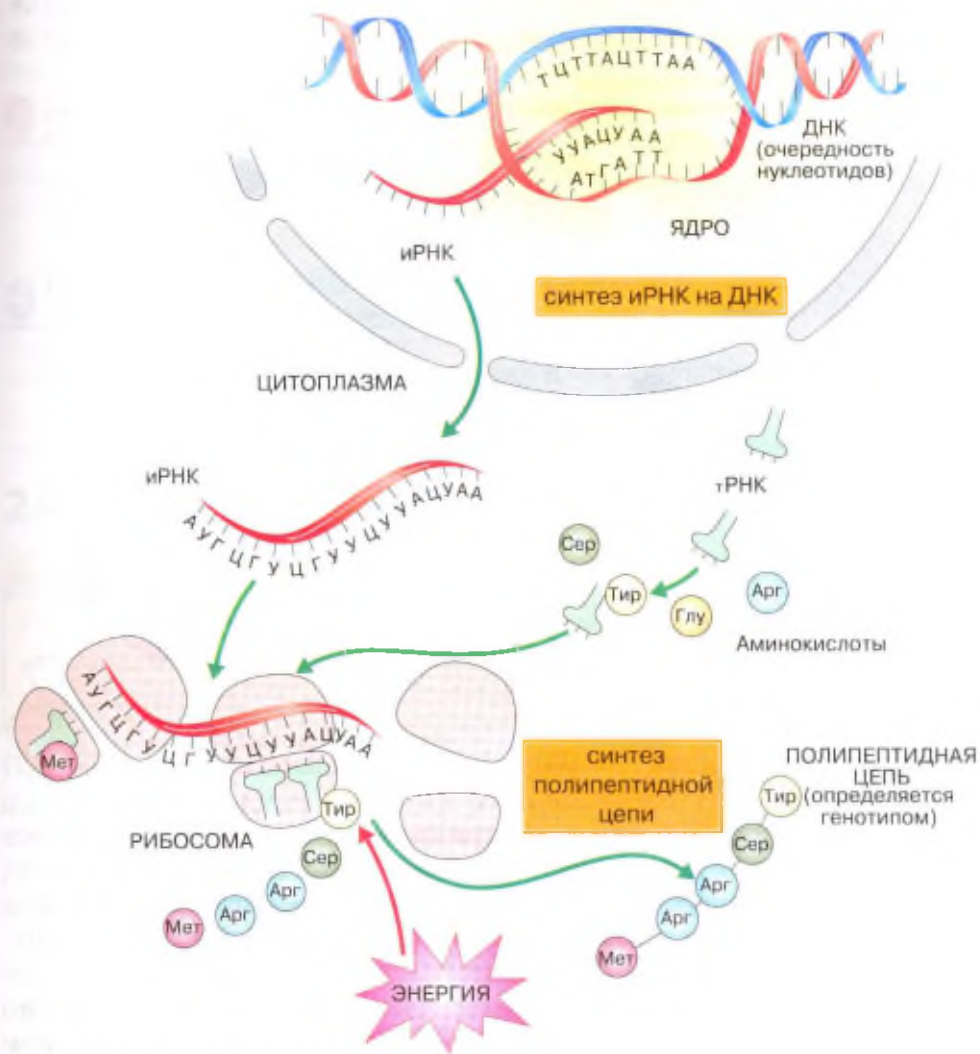 ТЦТТАЦТТАА
УУАЦУАА
АТГАТТ
ДНК
(очередность
нуклеотидов)
ЯДРО
иРНК
синтез иРНК на ДНК
ЦИТОПЛАЗМА
иРНК
АУГЦГУЦГУУЦУУАЦУАА
тРНК
Сер
Тир
Глу
Арг
Аминокислоты
АУГЦГУЦГУУЦУУАЦУАА
Мет
Тир
РИБОСОМА
Сер
Арг
Арг
Мет
синтез
полипептидной
цепи
ПОЛИПЕПТИДНАЯ
ЦЕПЬ
(определяется
генотипом)
Тир
Сер
Арг
Арг
Мет
ЭНЕРГИЯ